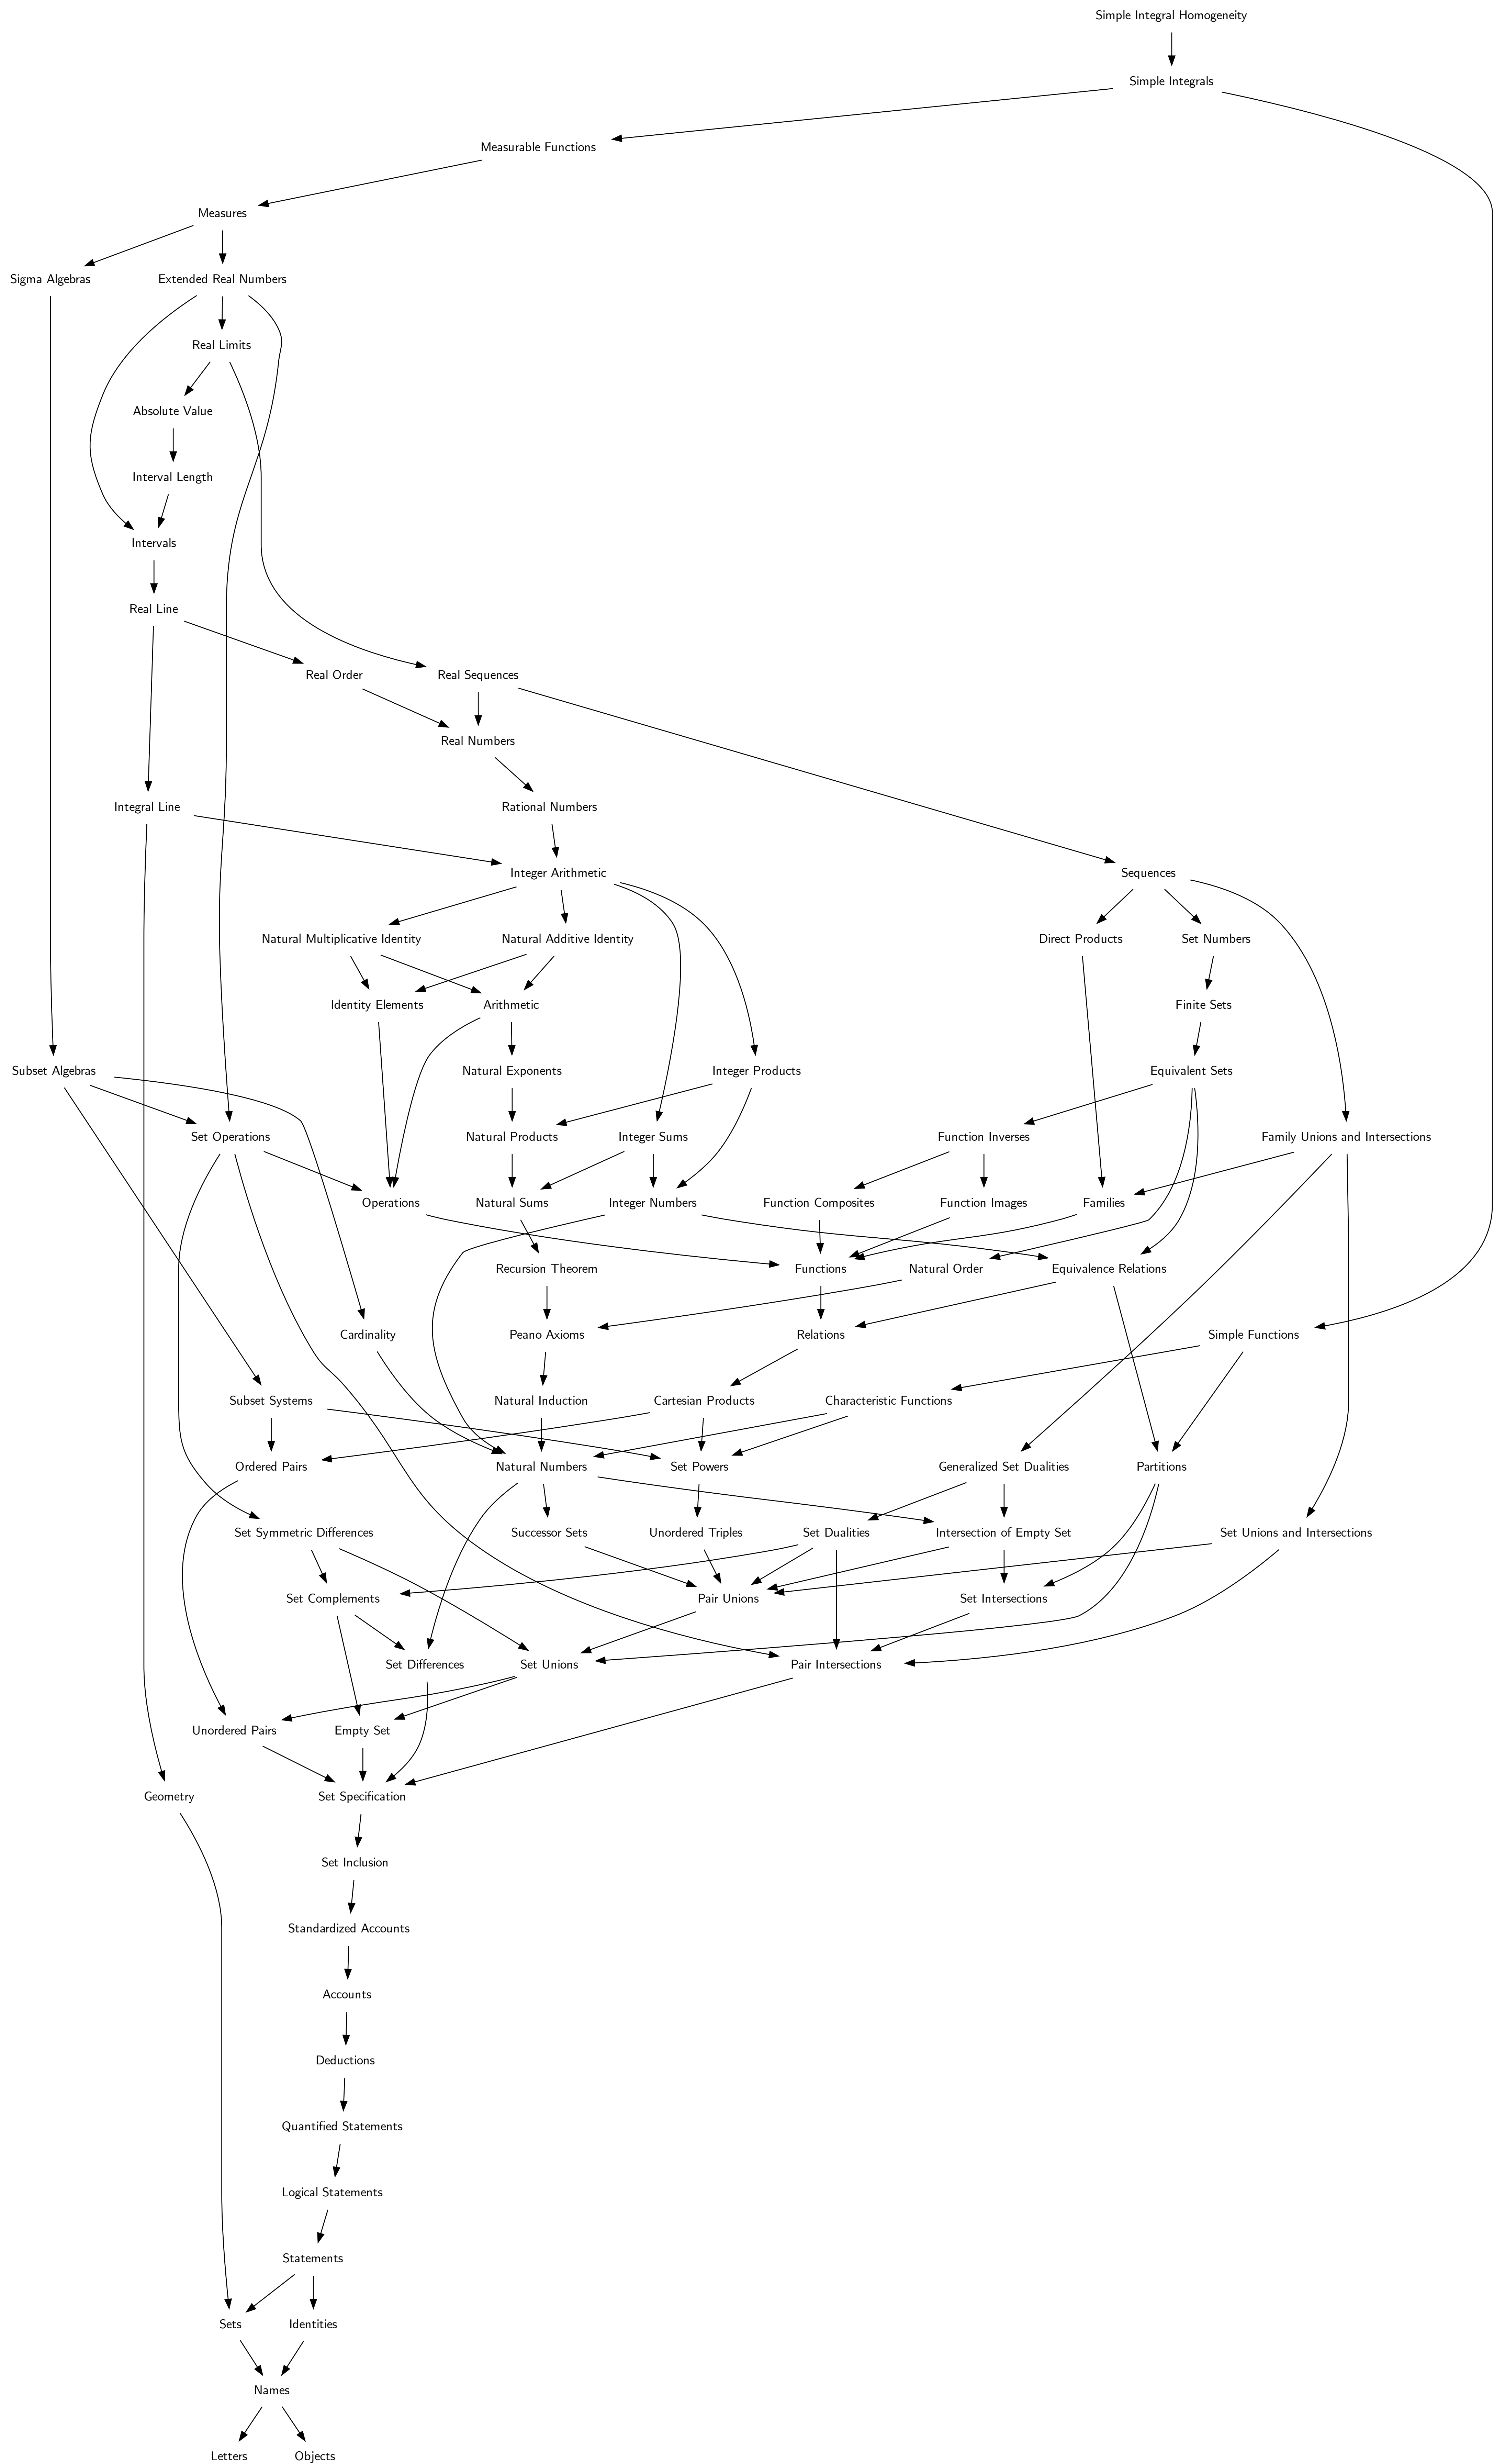 Simple Integral Homogeneity
Simple Integrals
Measurable Functions
Measures
Sigma Algebras
Extended Real Numbers
Real Limits
Absolute Value
Interval Length
Intervals
Real Line
Real Order
Real Sequences
Real Numbers
Integral Line
Rational Numbers
Integer Arithmetic
Sequences
Natural Multiplicative Identity
Natural Additive Identity
Direct Products
Set Numbers
Identity Elements
Arithmetic
Finite Sets
Subset Algebras
Natural Exponents
Integer Products
Equivalent Sets
Set Operations
Natural Products
Integer Sums
Function Inverses
Family Unions and Intersections
Operations
Natural Sums
Integer Numbers
Function Composites
Function Images
Families
Recursion Theorem
Functions
Natural Order
Equivalence Relations
Cardinality
Peano Axioms
Relations
Simple Functions
Subset Systems
Natural Induction
Cartesian Products
Characteristic Functions
Ordered Pairs
Natural Numbers
Set Powers
Generalized Set Dualities
Partitions
Set Symmetric Differences
Successor Sets
Unordered Triples
Set Dualities
Intersection of Empty Set
Set Unions and Intersections
Set Complements
Pair Unions
Set Intersections
Set Differences
Set Unions
Pair Intersections
Unordered Pairs
Empty Set
Geometry
Set Specification
Set Inclusion
Standardized Accounts
Accounts
Deductions
Quantified Statements
Logical Statements
Statements
Sets
Identities
Names
Letters
Objects